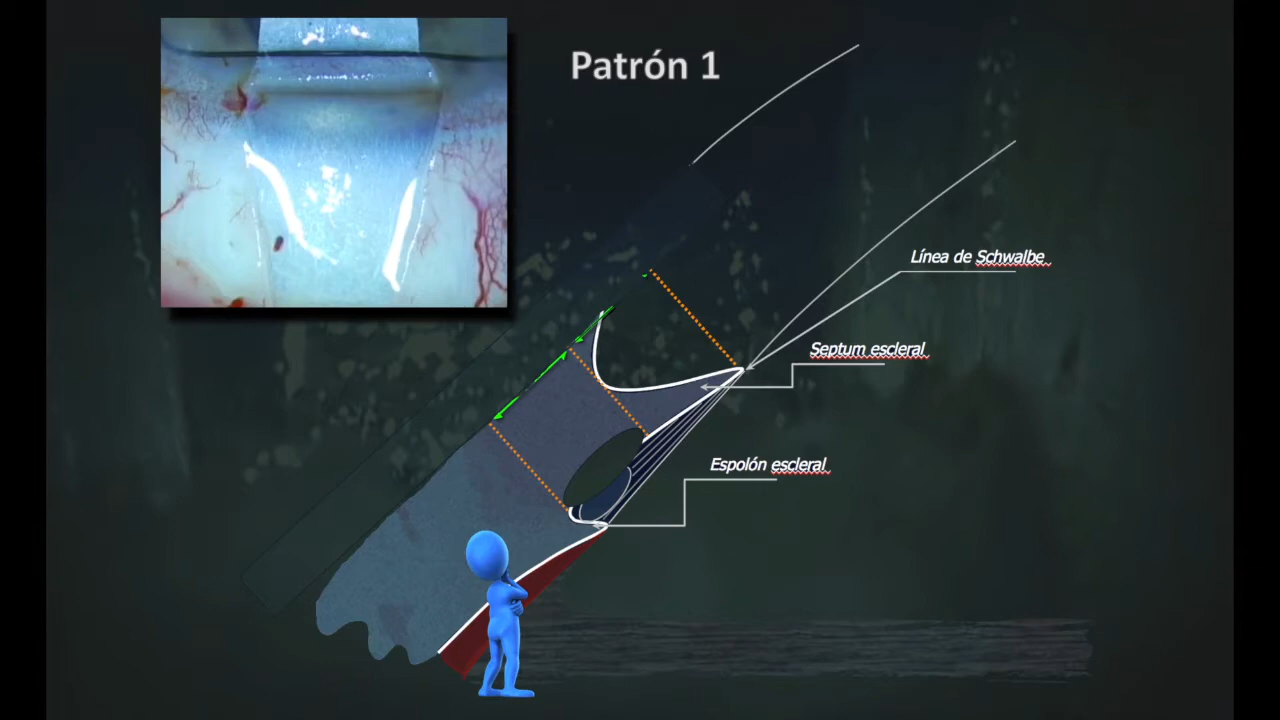 Patrón 1
Línea de Schwalbe
Septum escleral
Espolón escleral